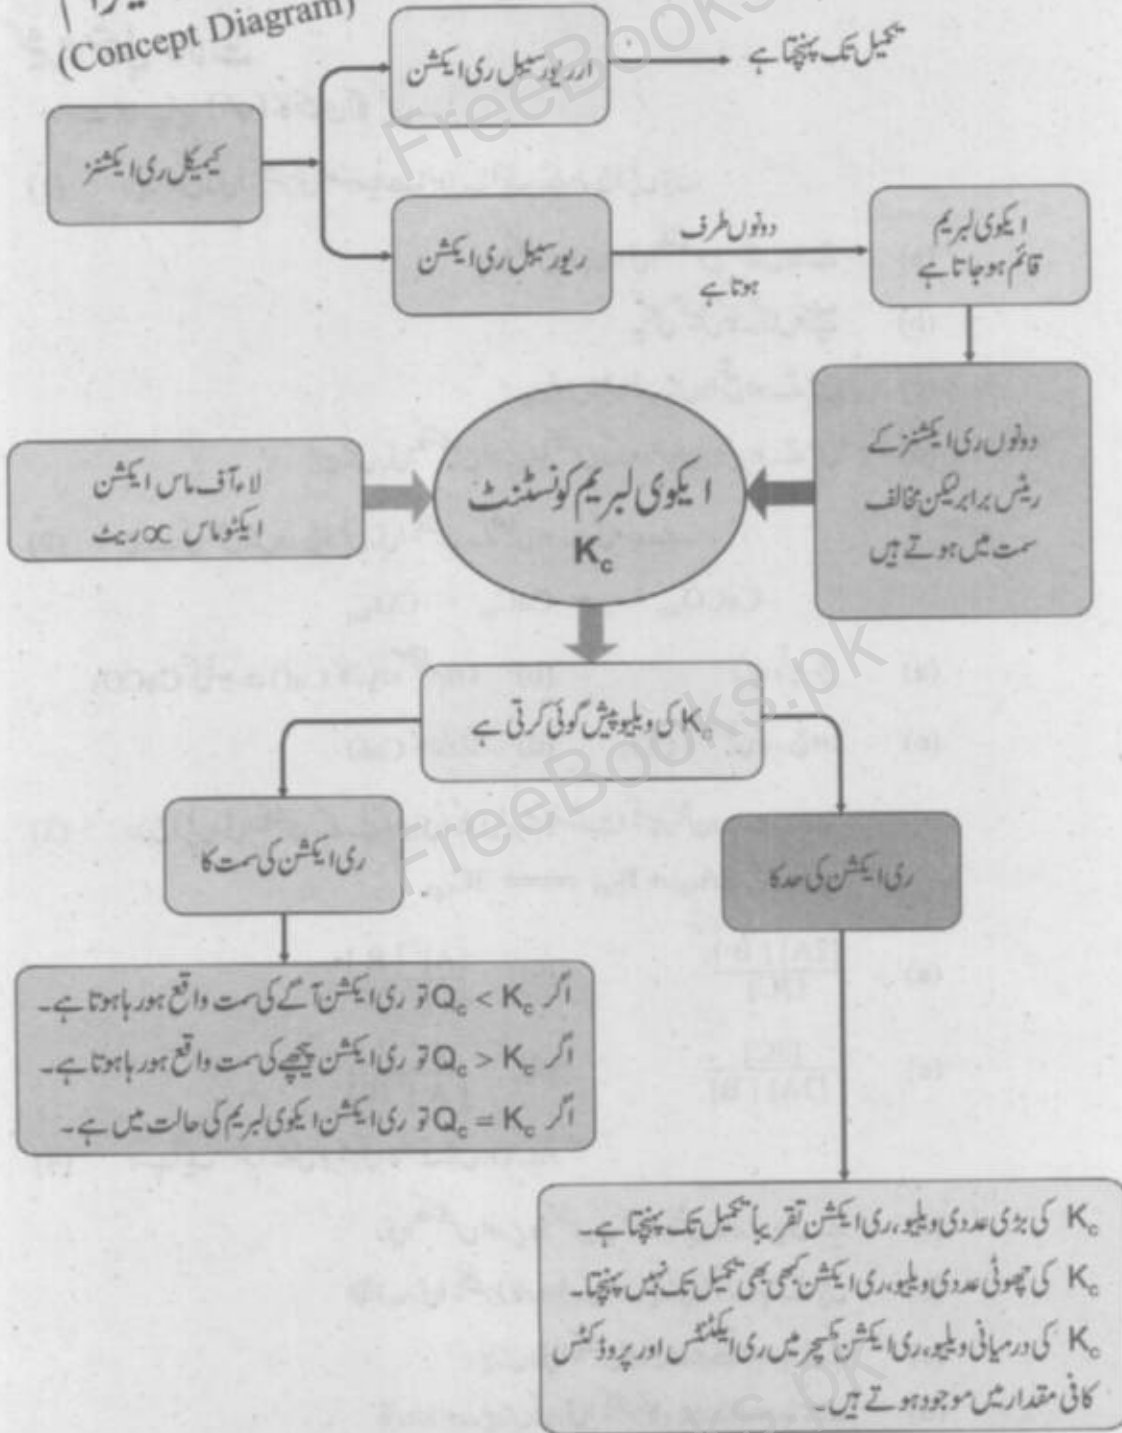 (Concept Diagram)
ارریورسیبل ری ایکشن
تکمیل تک پہنچتا ہے
کیمیکل ری ایکشنز
ریورسیبل ری ایکشن
دونوں طرف
ہوتا ہے
ایکوی لبریم
قائم ہو جاتا ہے
دونوں ری ایکشنز کے
ریٹس برابر لیکن مخالف
سمت میں ہوتے ہیں
ایکوی لبریم کونسٹنٹ
Kc
لاء آف ماس ایکشن
ایکٹو ماس ∝ ریٹ
Kc کی ویلیو پیش گوئی کرتی ہے
ری ایکشن کی سمت کا
ری ایکشن کی حد کا
اگر Qc < Kc تو ری ایکشن آگے کی سمت واقع ہو رہا ہوتا ہے۔
اگر Qc > Kc تو ری ایکشن پیچھے کی سمت واقع ہو رہا ہوتا ہے۔
اگر Qc = Kc تو ری ایکشن ایکوی لبریم کی حالت میں ہے۔
Kc کی بڑی عددی ویلیو، ری ایکشن تقریباً تکمیل تک پہنچتا ہے۔
Kc کی چھوٹی عددی ویلیو، ری ایکشن کبھی بھی تکمیل تک نہیں پہنچتا۔
Kc کی درمیانی ویلیو، ری ایکشن مکسچر میں ری ایکٹنٹس اور پروڈکٹس
کافی مقدار میں موجود ہوتے ہیں۔
FreeBooks.pk